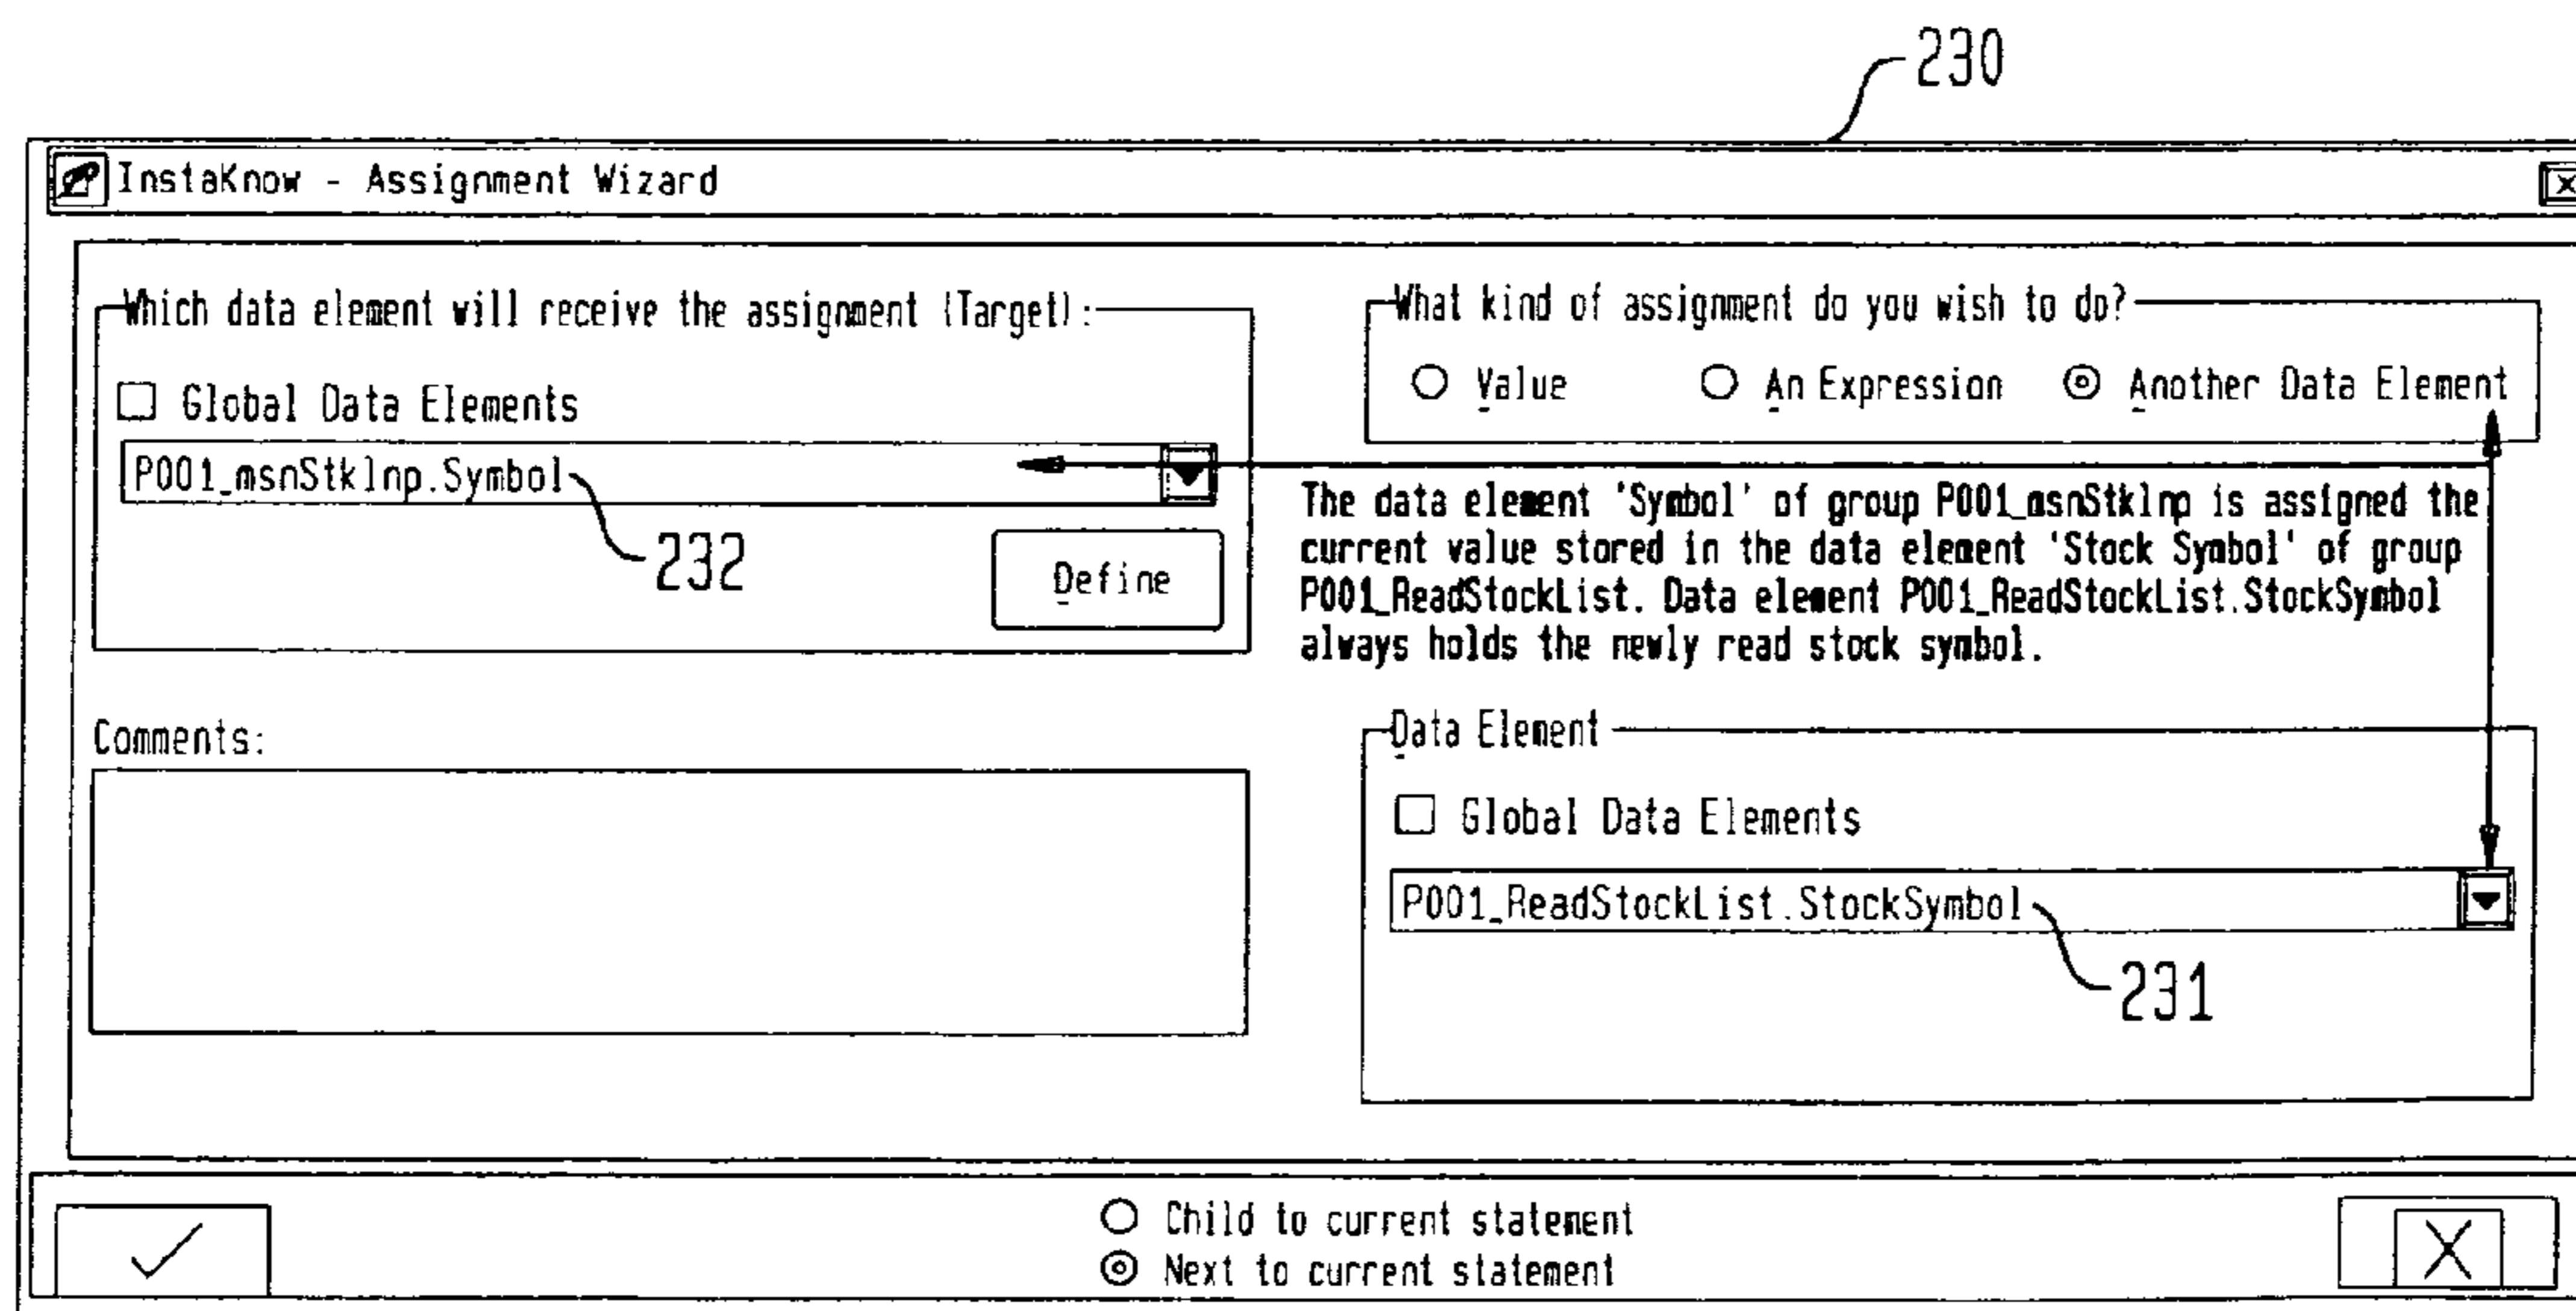 230
InstaKnow - Assignment Wizard
Which data element will receive the assignment (Target):
What kind of assignment do you wish to do?
Global Data Elements
Value An Expression Another Data Element
P001_msnStkInp.Symbol
232
Define
The data element 'Symbol' of group P001_msnStkInp is assigned the
current value stored in the data element 'Stock Symbol' of group
P001_ReadStockList. Data element P001_ReadStockList.StockSymbol
always holds the newly read stock symbol.
Comments:
Data Element
Global Data Elements
P001_ReadStockList.StockSymbol
231
Child to current statement
Next to current statement